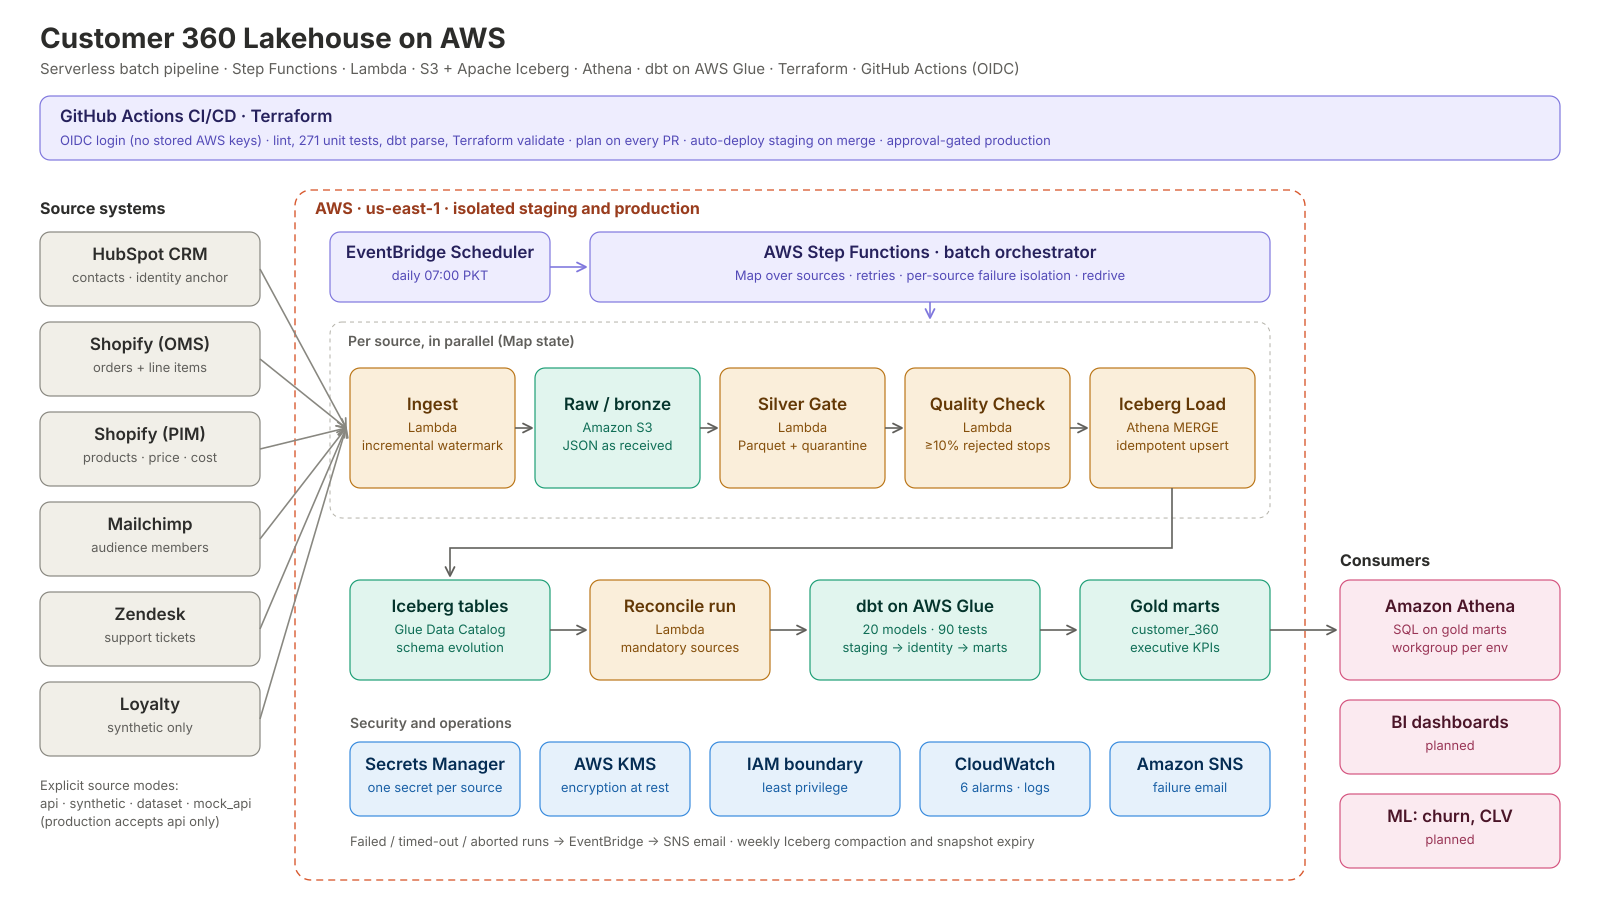 Customer 360 Lakehouse on AWS
Serverless batch pipeline · Step Functions · Lambda · S3 + Apache Iceberg · Athena · dbt on AWS Glue · Terraform · GitHub Actions (OIDC)
GitHub Actions CI/CD · Terraform
OIDC login (no stored AWS keys) · lint, 271 unit tests, dbt parse, Terraform validate · plan on every PR · auto-deploy staging on merge · approval-gated production
Source systems
HubSpot CRM
contacts · identity anchor
Shopify (OMS)
orders + line items
Shopify (PIM)
products · price · cost
Mailchimp
audience members
Zendesk
support tickets
Loyalty
synthetic only
Explicit source modes:
api · synthetic · dataset · mock_api
(production accepts api only)
AWS · us-east-1 · isolated staging and production
EventBridge Scheduler
daily 07:00 PKT
AWS Step Functions · batch orchestrator
Map over sources · retries · per-source failure isolation · redrive
Per source, in parallel (Map state)
Ingest
Lambda
incremental watermark
Raw / bronze
Amazon S3
JSON as received
Silver Gate
Lambda
Parquet + quarantine
Quality Check
Lambda
≥10% rejected stops
Iceberg Load
Athena MERGE
idempotent upsert
Iceberg tables
Glue Data Catalog
schema evolution
Reconcile run
Lambda
mandatory sources
dbt on AWS Glue
20 models · 90 tests
staging → identity → marts
Gold marts
customer_360
executive KPIs
Security and operations
Secrets Manager
one secret per source
AWS KMS
encryption at rest
IAM boundary
least privilege
CloudWatch
6 alarms · logs
Amazon SNS
failure email
Failed / timed-out / aborted runs → EventBridge → SNS email · weekly Iceberg compaction and snapshot expiry
Consumers
Amazon Athena
SQL on gold marts
workgroup per env
BI dashboards
planned
ML: churn, CLV
planned